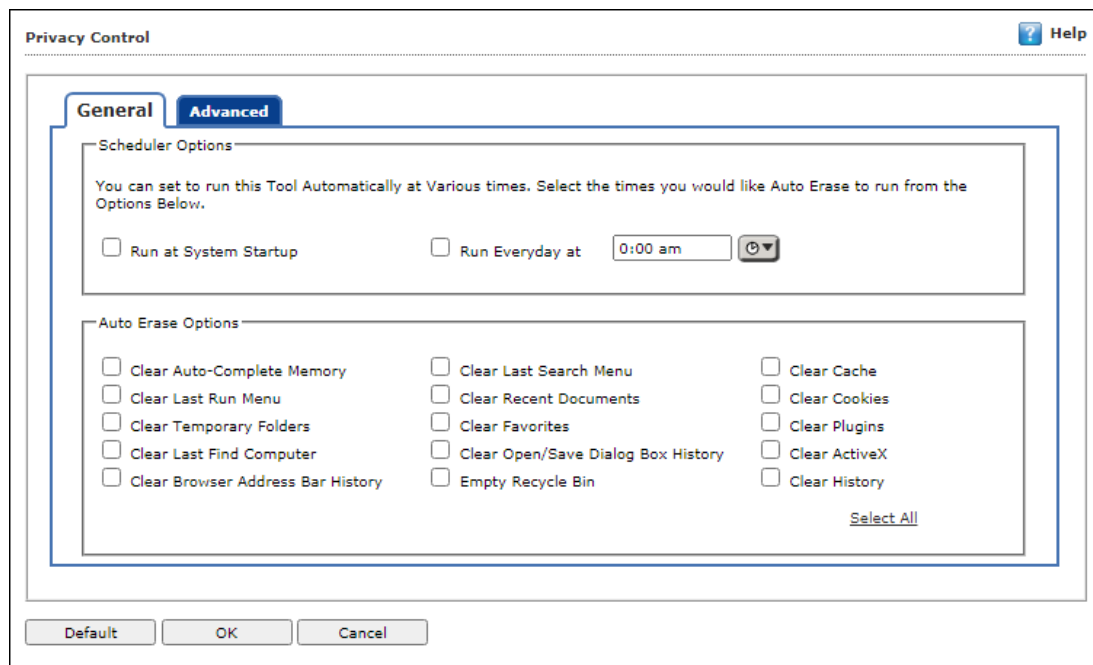 Privacy Control
? Help
General
Advanced
Scheduler Options
You can set to run this Tool Automatically at Various times. Select the times you would like Auto Erase to run from the
Options Below.
Run at System Startup
Run Everyday at
0:00 am
Auto Erase Options
Clear Auto-Complete Memory
Clear Last Search Menu
Clear Cache
Clear Last Run Menu
Clear Recent Documents
Clear Cookies
Clear Temporary Folders
Clear Favorites
Clear Plugins
Clear Last Find Computer
Clear Open/Save Dialog Box History
Clear ActiveX
Clear Browser Address Bar History
Empty Recycle Bin
Clear History
Select All
Default
OK
Cancel